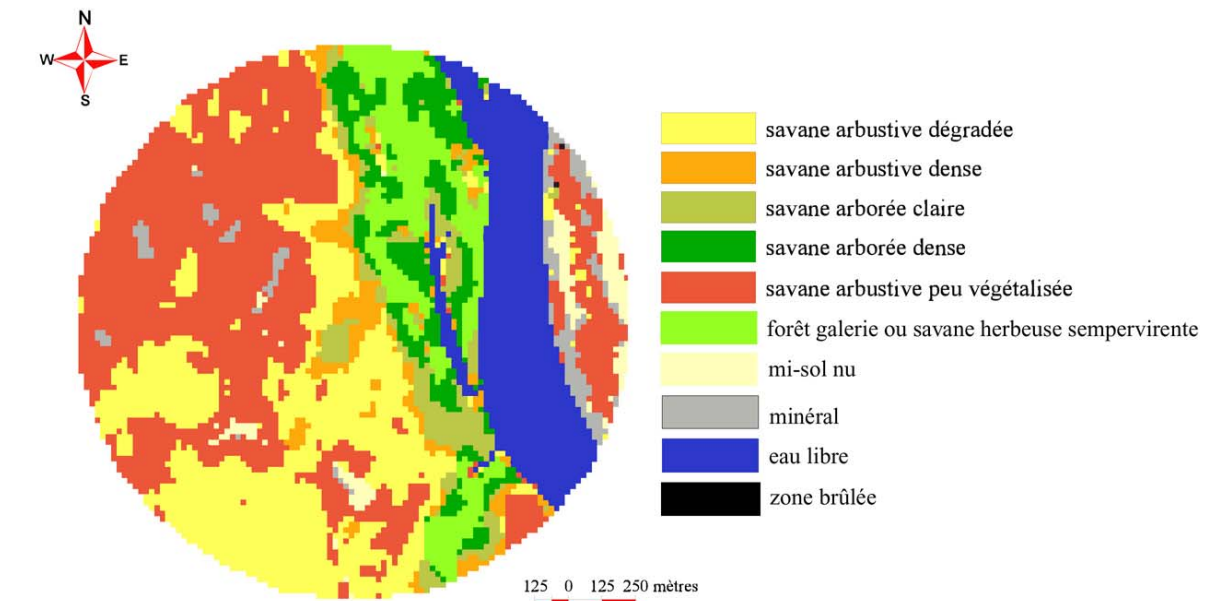 N
W E
S
savane arbustive dégradée
savane arbustive dense
savane arborée claire
savane arborée dense
savane arbustive peu végétalisée
forêt galerie ou savane herbeuse sempervirente
mi-sol nu
minéral
eau libre
zone brûlée
125 0 125 250 mètres